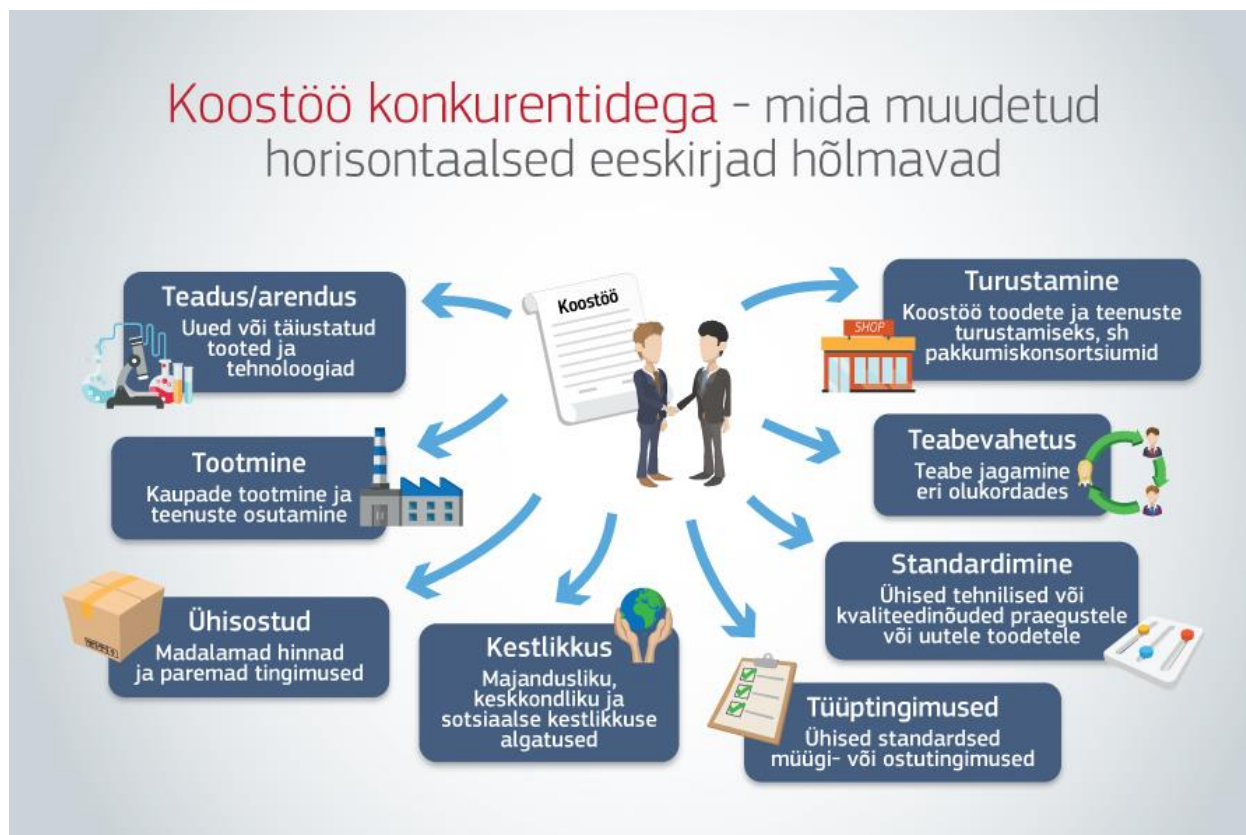 Koostöö konkurentidega - mida muudetud
horisontaalsed eeskirjad hõlmavad
Koostöö
Teadus/arendus
Uued või täiustatud
tooted ja
tehnoloogiad
Tootmine
Kaupade tootmine ja
teenuste osutamine
Ühisostud
Madalamad hinnad
ja paremad tingimused
Kestlikkus
Majandusliku,
keskkondliku ja
sotsiaalse kestlikkuse
algatused
Tüüptingimused
Ühised standardsed
müügi- või ostutingimused
Standardimine
Ühised tehnilised või
kvaliteedinõuded praegustele
või uutele toodetele
Teabevahetus
Teabe jagamine
eri olukordades
Turustamine
Koostöö toodete ja teenuste
turustamiseks, sh
pakkumiskonsortsiumid
SHOP